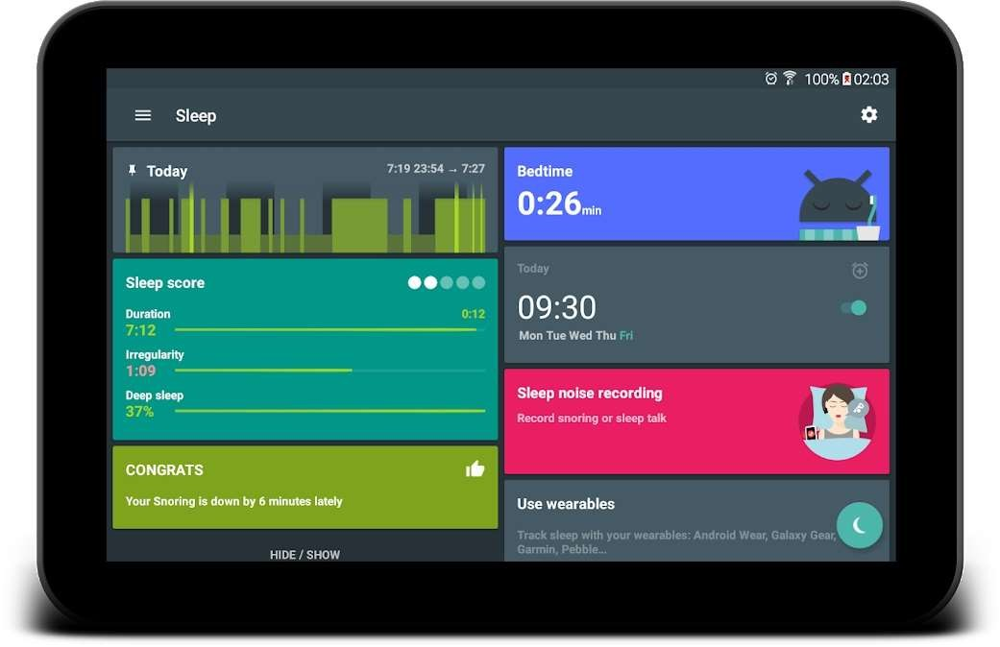 100% 02:03
Sleep
Today 7:19 23:54 → 7:27
Sleep score
Duration 0:12
7:12
Irregularity
1:09
Deep sleep
37%
CONGRATS
Your Snoring is down by 6 minutes lately
HIDE / SHOW
Bedtime
0:26min
Today
09:30
Mon Tue Wed Thu Fri
Sleep noise recording
Record snoring or sleep talk
Use wearables
Track sleep with your wearables: Android Wear, Galaxy Gear,
Garmin, Pebble...